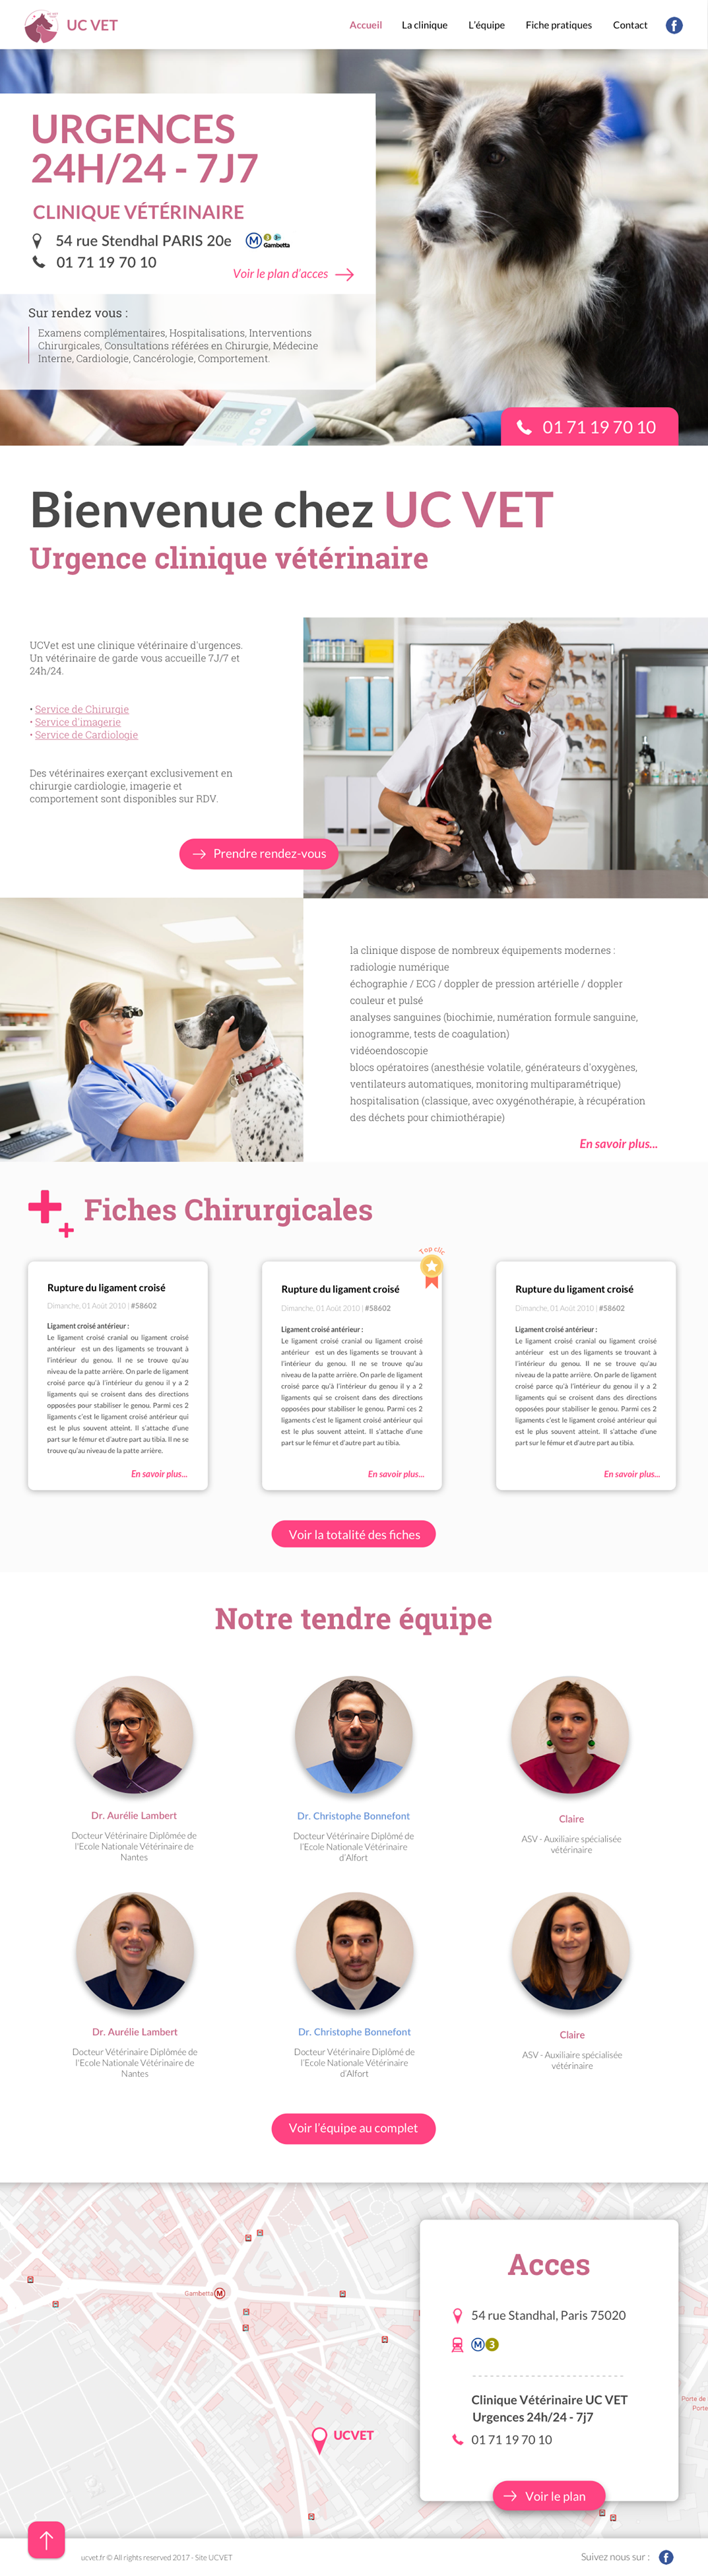 UC VET
Accueil La clinique L'équipe Fiche pratiques Contact
URGENCES
24H/24 - 7J7
CLINIQUE VÉTÉRINAIRE
54 rue Stendhal PARIS 20e M 3 Gambetta
01 71 19 70 10
Voir le plan d'acces
Sur rendez vous :
Examens complémentaires, Hospitalisations, Interventions
Chirurgicales, Consultations référées en Chirurgie, Médecine
Interne, Cardiologie, Cancérologie, Comportement.
01 71 19 70 10
Bienvenue chez UC VET
Urgence clinique vétérinaire
UCVet est une clinique vétérinaire d'urgences.
Un vétérinaire de garde vous accueille 7J/7 et
24h/24.
• Service de Chirurgie
• Service d'imagerie
• Service de Cardiologie
Des vétérinaires exerçant exclusivement en
chirurgie cardiologie, imagerie et
comportement sont disponibles sur RDV.
Prendre rendez-vous
la clinique dispose de nombreux équipements modernes :
radiologie numérique
échographie / ECG / doppler de pression artérielle / doppler
couleur et pulsé
analyses sanguines (biochimie, numération formule sanguine,
ionogramme, tests de coagulation)
vidéoendoscopie
blocs opératoires (anesthésie volatile, générateurs d'oxygènes,
ventilateurs automatiques, monitoring multiparamétrique)
hospitalisation (classique, avec oxygénothérapie, à récupération
des déchets pour chimiothérapie)
En savoir plus...
Fiches Chirurgicales
Rupture du ligament croisé
Dimanche, 01 Août 2010 | #58602
Ligament croisé antérieur :
Le ligament croisé cranial ou ligament croisé
antérieur est un des ligaments se trouvant à
l'intérieur du genou. Il ne se trouve qu'au
niveau de la patte arrière. On parle de ligament
croisé parce qu'à l'intérieur du genou il y a 2
ligaments qui se croisent dans des directions
opposées pour stabiliser le genou. Parmi ces 2
ligaments c'est le ligament croisé antérieur qui
est le plus souvent atteint. Il s'attache d'une
part sur le fémur et d'autre part au tibia. Il ne se
trouve qu'au niveau de la patte arrière.
En savoir plus...
Top clic
Rupture du ligament croisé
Dimanche, 01 Août 2010 | #58602
Ligament croisé antérieur :
Le ligament croisé cranial ou ligament croisé
antérieur est un des ligaments se trouvant à
l'intérieur du genou. Il ne se trouve qu'au
niveau de la patte arrière. On parle de ligament
croisé parce qu'à l'intérieur du genou il y a 2
ligaments qui se croisent dans des directions
opposées pour stabiliser le genou. Parmi ces 2
ligaments c'est le ligament croisé antérieur qui
est le plus souvent atteint. Il s'attache d'une
part sur le fémur et d'autre part au tibia.
En savoir plus...
Rupture du ligament croisé
Dimanche, 01 Août 2010 | #58602
Ligament croisé antérieur :
Le ligament croisé cranial ou ligament croisé
antérieur est un des ligaments se trouvant à
l'intérieur du genou. Il ne se trouve qu'au
niveau de la patte arrière. On parle de ligament
croisé parce qu'à l'intérieur du genou il y a 2
ligaments qui se croisent dans des directions
opposées pour stabiliser le genou. Parmi ces 2
ligaments c'est le ligament croisé antérieur qui
est le plus souvent atteint. Il s'attache d'une
part sur le fémur et d'autre part au tibia.
En savoir plus...
Voir la totalité des fiches
Notre tendre équipe
Dr. Aurélie Lambert
Docteur Vétérinaire Diplômée de
l'Ecole Nationale Vétérinaire de
Nantes
Dr. Christophe Bonnefont
Docteur Vétérinaire Diplômé de
l'Ecole Nationale Vétérinaire
d'Alfort
Claire
ASV - Auxiliaire spécialisée
vétérinaire
Dr. Aurélie Lambert
Docteur Vétérinaire Diplômée de
l'Ecole Nationale Vétérinaire de
Nantes
Dr. Christophe Bonnefont
Docteur Vétérinaire Diplômé de
l'Ecole Nationale Vétérinaire
d'Alfort
Claire
ASV - Auxiliaire spécialisée
vétérinaire
Voir l'équipe au complet
Gambetta M
UCVET
Porte de
Porte
Acces
54 rue Standhal, Paris 75020
M 3
Clinique Vétérinaire UC VET
Urgences 24h/24 - 7j7
01 71 19 70 10
Voir le plan
ucvet.fr © All rights reserved 2017 - Site UCVET
Suivez nous sur :